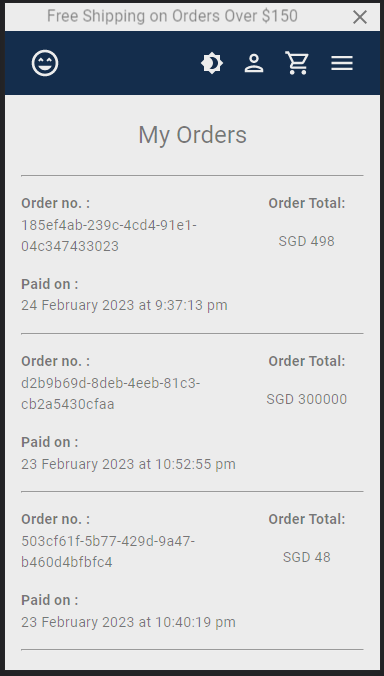 Free Shipping on Orders Over $150
My Orders
Order no. :
Order Total:
185ef4ab-239c-4cd4-91e1-
04c347433023
SGD 498
Paid on :
24 February 2023 at 9:37:13 pm
Order no. :
Order Total:
d2b9b69d-8deb-4eeb-81c3-
cb2a5430cfaa
SGD 300000
Paid on :
23 February 2023 at 10:52:55 pm
Order no. :
Order Total:
503cf61f-5b77-429d-9a47-
b460d4bfbfc4
SGD 48
Paid on :
23 February 2023 at 10:40:19 pm